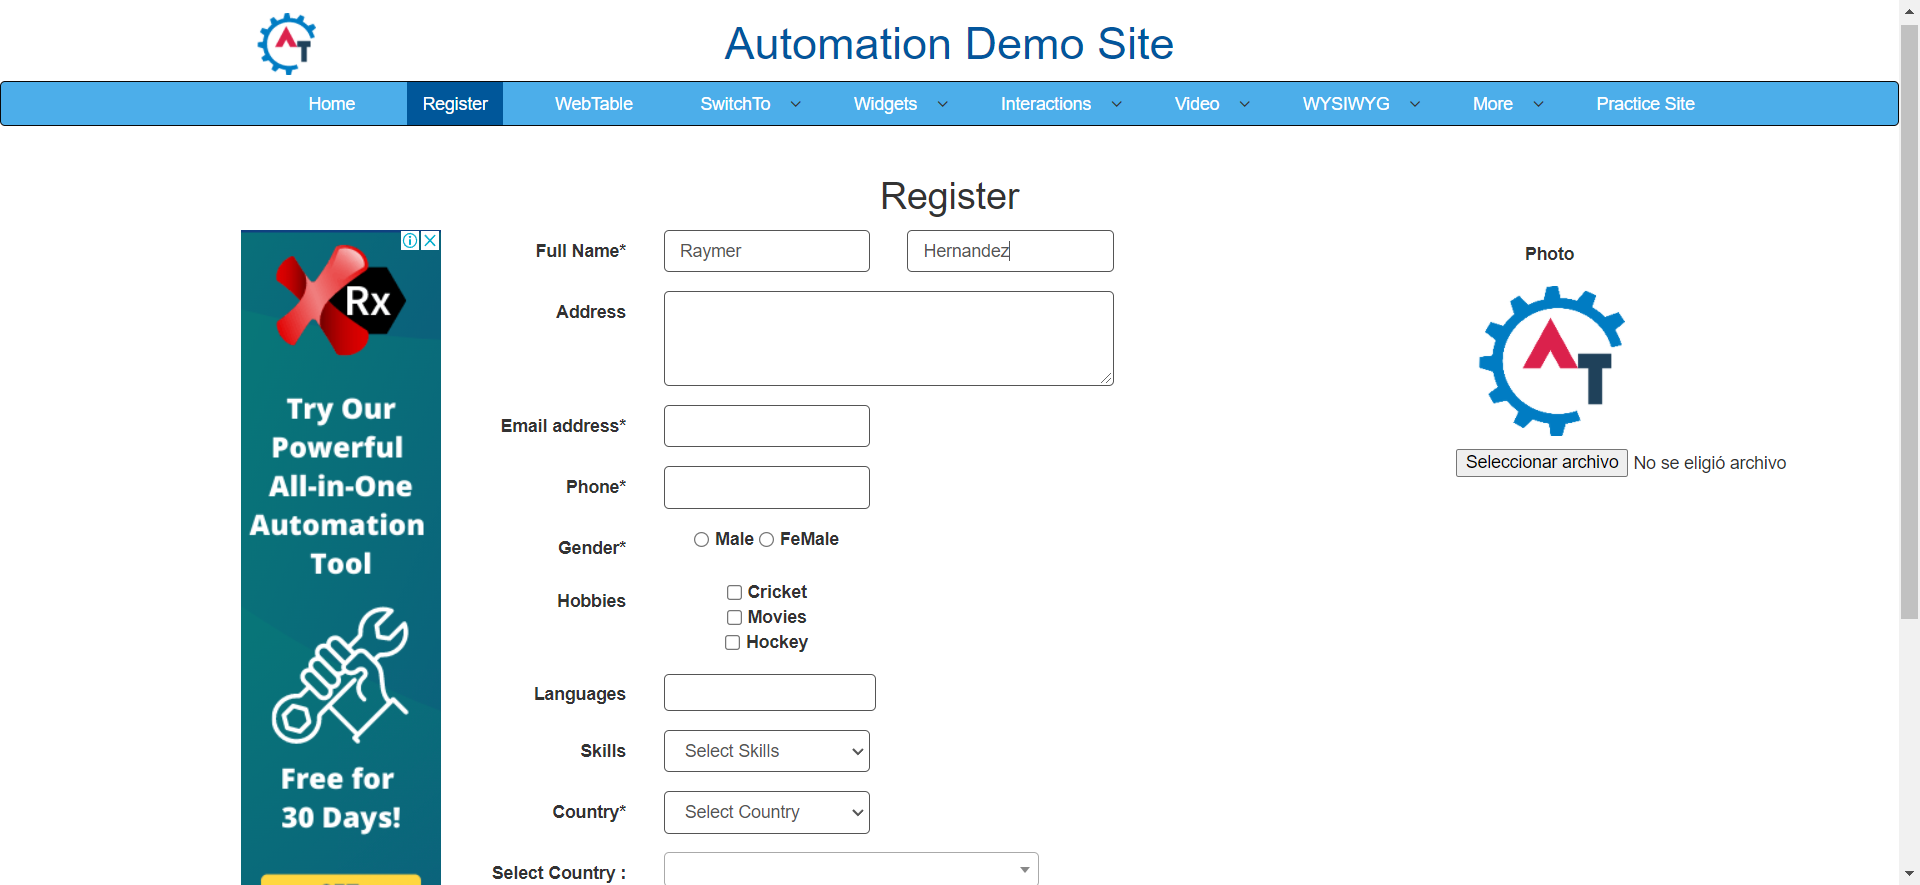 AT
Automation Demo Site
Home Register WebTable SwitchTo Widgets Interactions Video WYSIWYG More Practice Site
Register
Rx
Try Our
Powerful
All-in-One
Automation
Tool
Free for
30 Days!
Full Name* Raymer Hernandez
Address
Email address*
Phone*
Gender* Male FeMale
Hobbies Cricket
Movies
Hockey
Languages
Skills Select Skills
Country* Select Country
Select Country :
Photo
AT
Seleccionar archivo No se eligió archivo